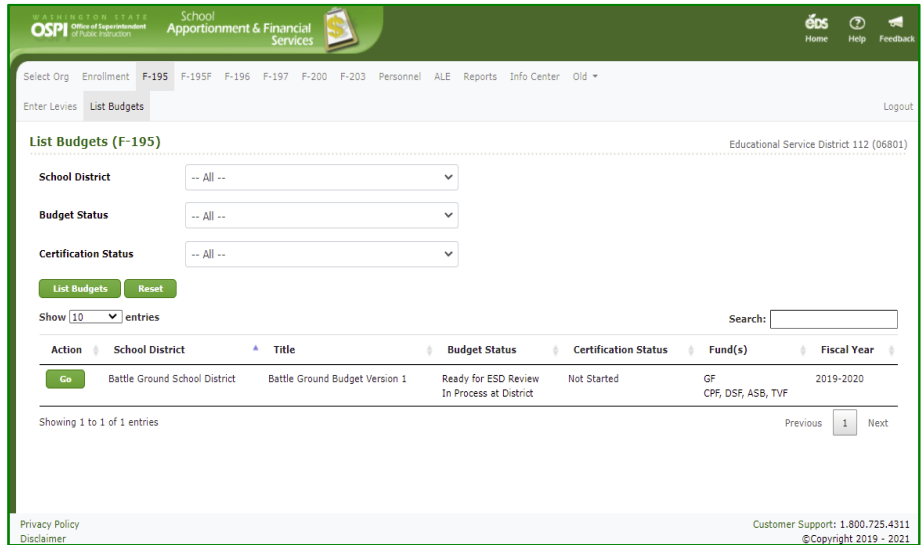 WASHINGTON STATE
OSPI Office of Superintendent of Public Instruction
School
Apportionment & Financial
Services
eds
Home Help Feedback
Select Org Enrollment F-195 F-195F F-196 F-197 F-200 F-203 Personnel ALE Reports Info Center Old
Enter Levies List Budgets Logout
List Budgets (F-195) Educational Service District 112 (06801)
School District -- All --
Budget Status -- All --
Certification Status -- All --
List Budgets Reset
Show 10 entries Search:
Action School District Title Budget Status Certification Status Fund(s) Fiscal Year
Go Battle Ground School District Battle Ground Budget Version 1 Ready for ESD Review Not Started GF 2019-2020
In Process at District CPF, DSF, ASB, TVF
Showing 1 to 1 of 1 entries Previous 1 Next
Privacy Policy Customer Support: 1.800.725.4311
Disclaimer ©Copyright 2019 - 2021